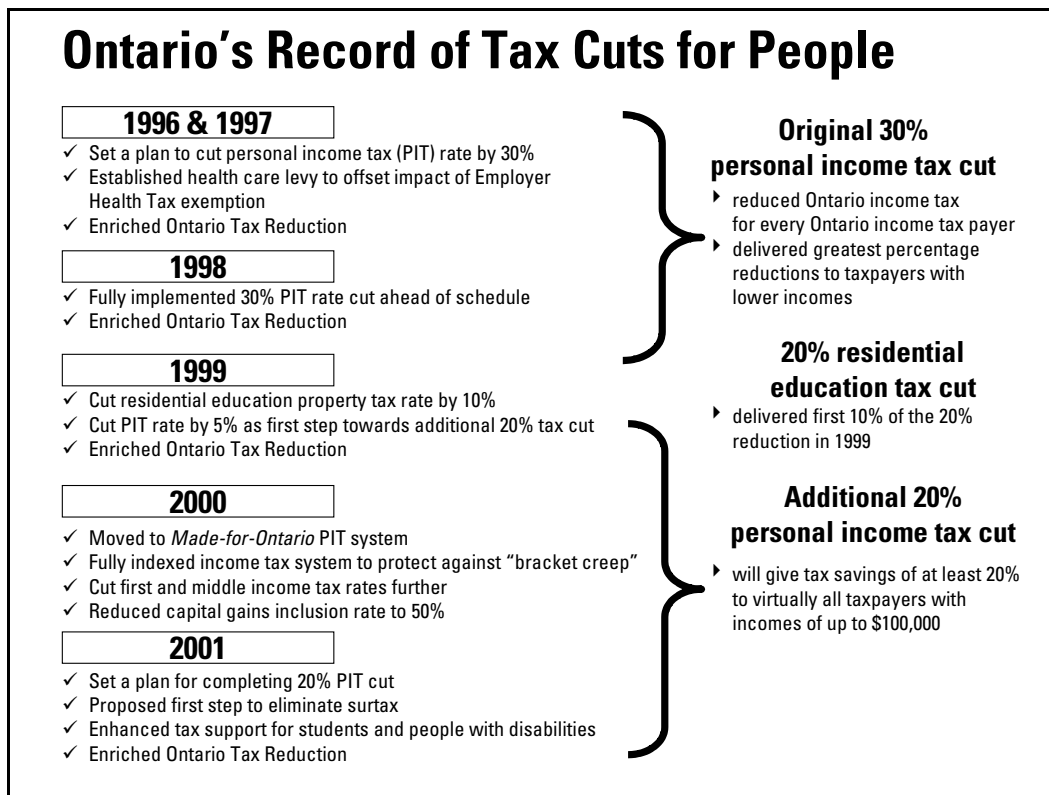 Ontario's Record of Tax Cuts for People
1996 & 1997
✓ Set a plan to cut personal income tax (PIT) rate by 30%
✓ Established health care levy to offset impact of Employer
Health Tax exemption
✓ Enriched Ontario Tax Reduction
1998
✓ Fully implemented 30% PIT rate cut ahead of schedule
✓ Enriched Ontario Tax Reduction
1999
✓ Cut residential education property tax rate by 10%
✓ Cut PIT rate by 5% as first step towards additional 20% tax cut
✓ Enriched Ontario Tax Reduction
2000
✓ Moved to Made-for-Ontario PIT system
✓ Fully indexed income tax system to protect against “bracket creep”
✓ Cut first and middle income tax rates further
✓ Reduced capital gains inclusion rate to 50%
2001
✓ Set a plan for completing 20% PIT cut
✓ Proposed first step to eliminate surtax
✓ Enhanced tax support for students and people with disabilities
✓ Enriched Ontario Tax Reduction
Original 30%
personal income tax cut
reduced Ontario income tax
for every Ontario income tax payer
delivered greatest percentage
reductions to taxpayers with
lower incomes
20% residential
education tax cut
delivered first 10% of the 20%
reduction in 1999
Additional 20%
personal income tax cut
will give tax savings of at least 20%
to virtually all taxpayers with
incomes of up to $100,000